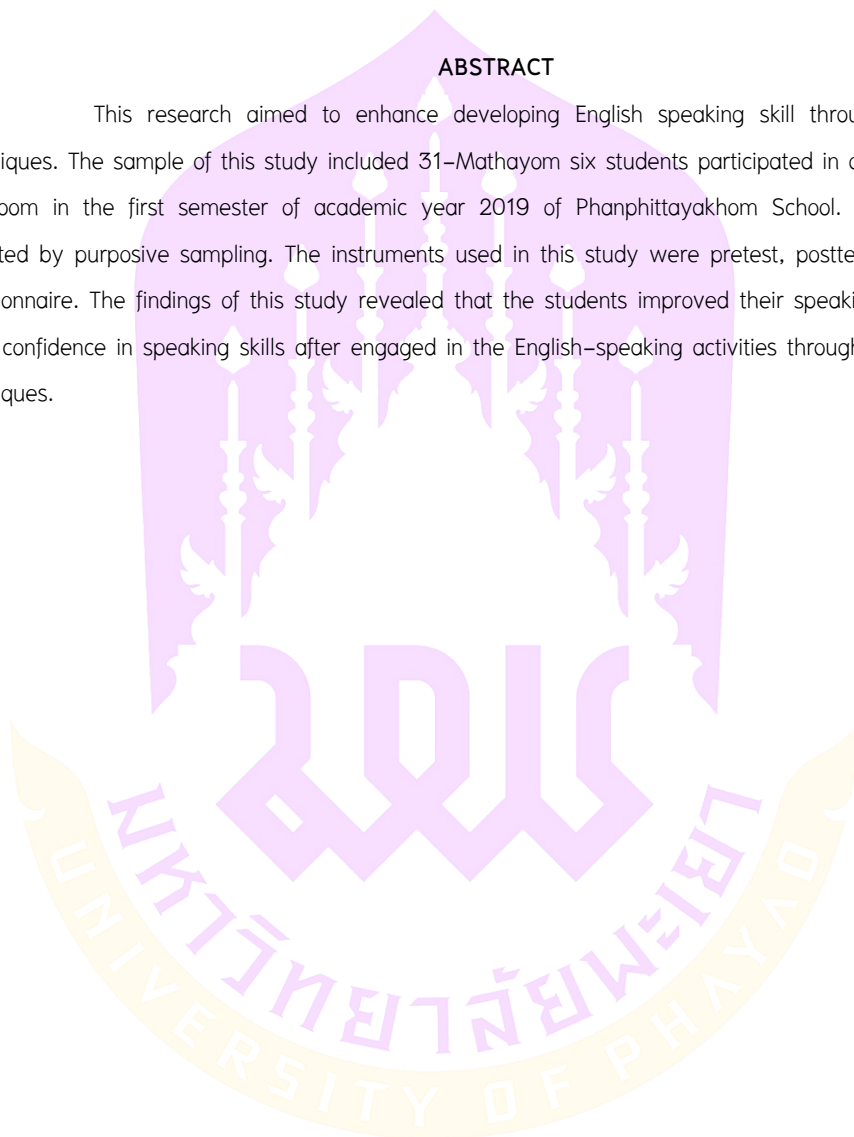 ABSTRACT
This research aimed to enhance developing English speaking skill throu
iques. The sample of this study included 31-Mathayom six students participated in
oom in the first semester of academic year 2019 of Phanphittayakhom School.
ted by purposive sampling. The instruments used in this study were pretest, postte
onnaire. The findings of this study revealed that the students improved their speaki
confidence in speaking skills after engaged in the English-speaking activities through
ques.
มหาวิทยาลัยพะเยา
UNIVERSITY OF PHAYAO